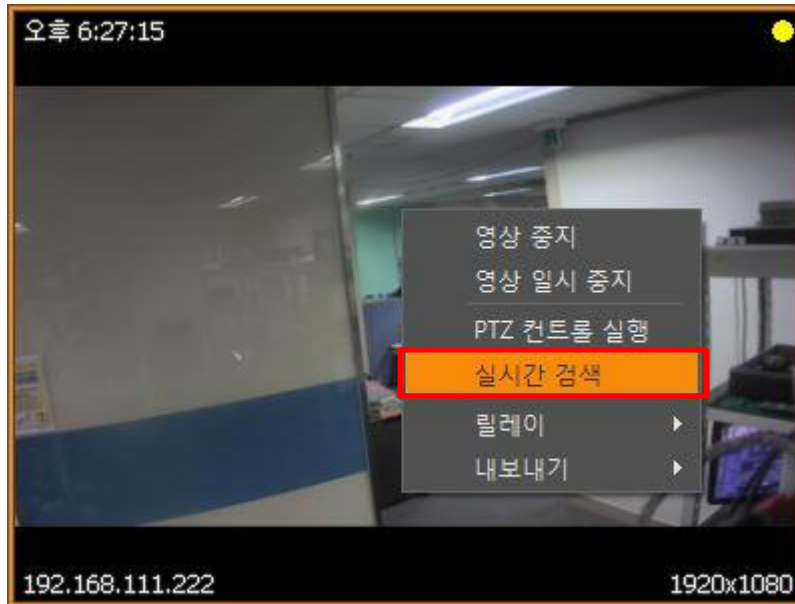 오후 6:27:15
영상 중지
영상 일시 중지
PTZ 컨트롤 실행
실시간 검색
릴레이
내보내기
192.168.111.222
1920x1080